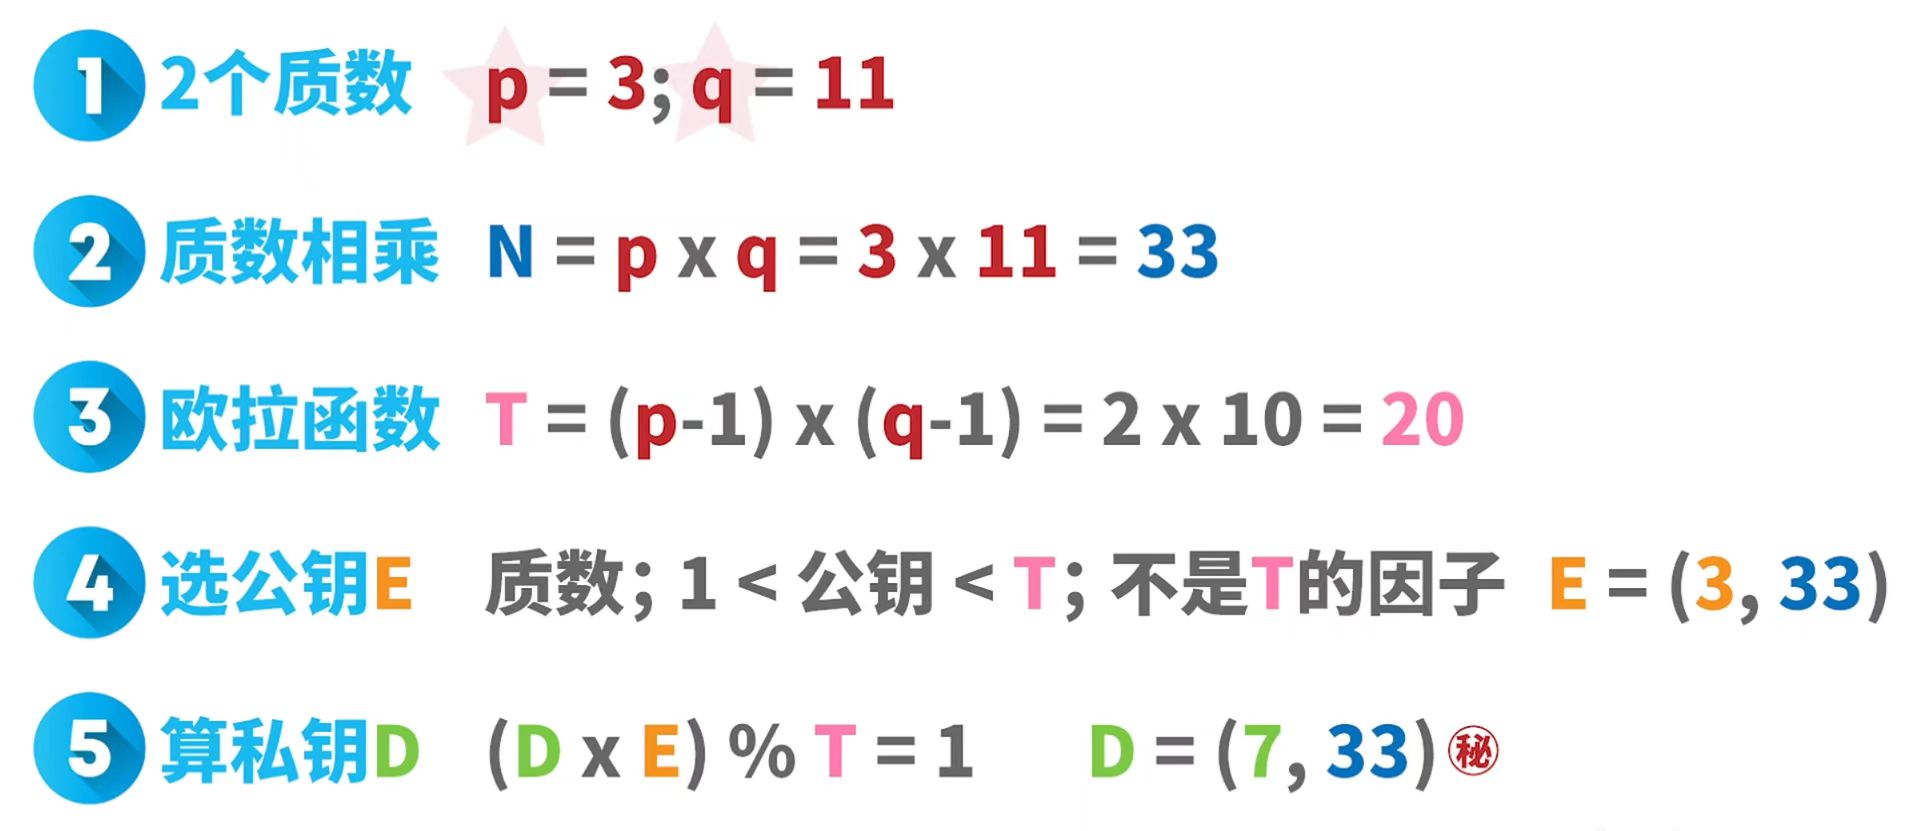 1 2个质数 p = 3; q = 11
2 质数相乘 N = p x q = 3 x 11 = 33
3 欧拉函数 T = (p-1) x (q-1) = 2 x 10 = 20
4 选公钥E 质数; 1 < 公钥 < T; 不是T的因子 E = (3, 33)
5 算私钥D (D x E) % T = 1 D = (7, 33) ㊙